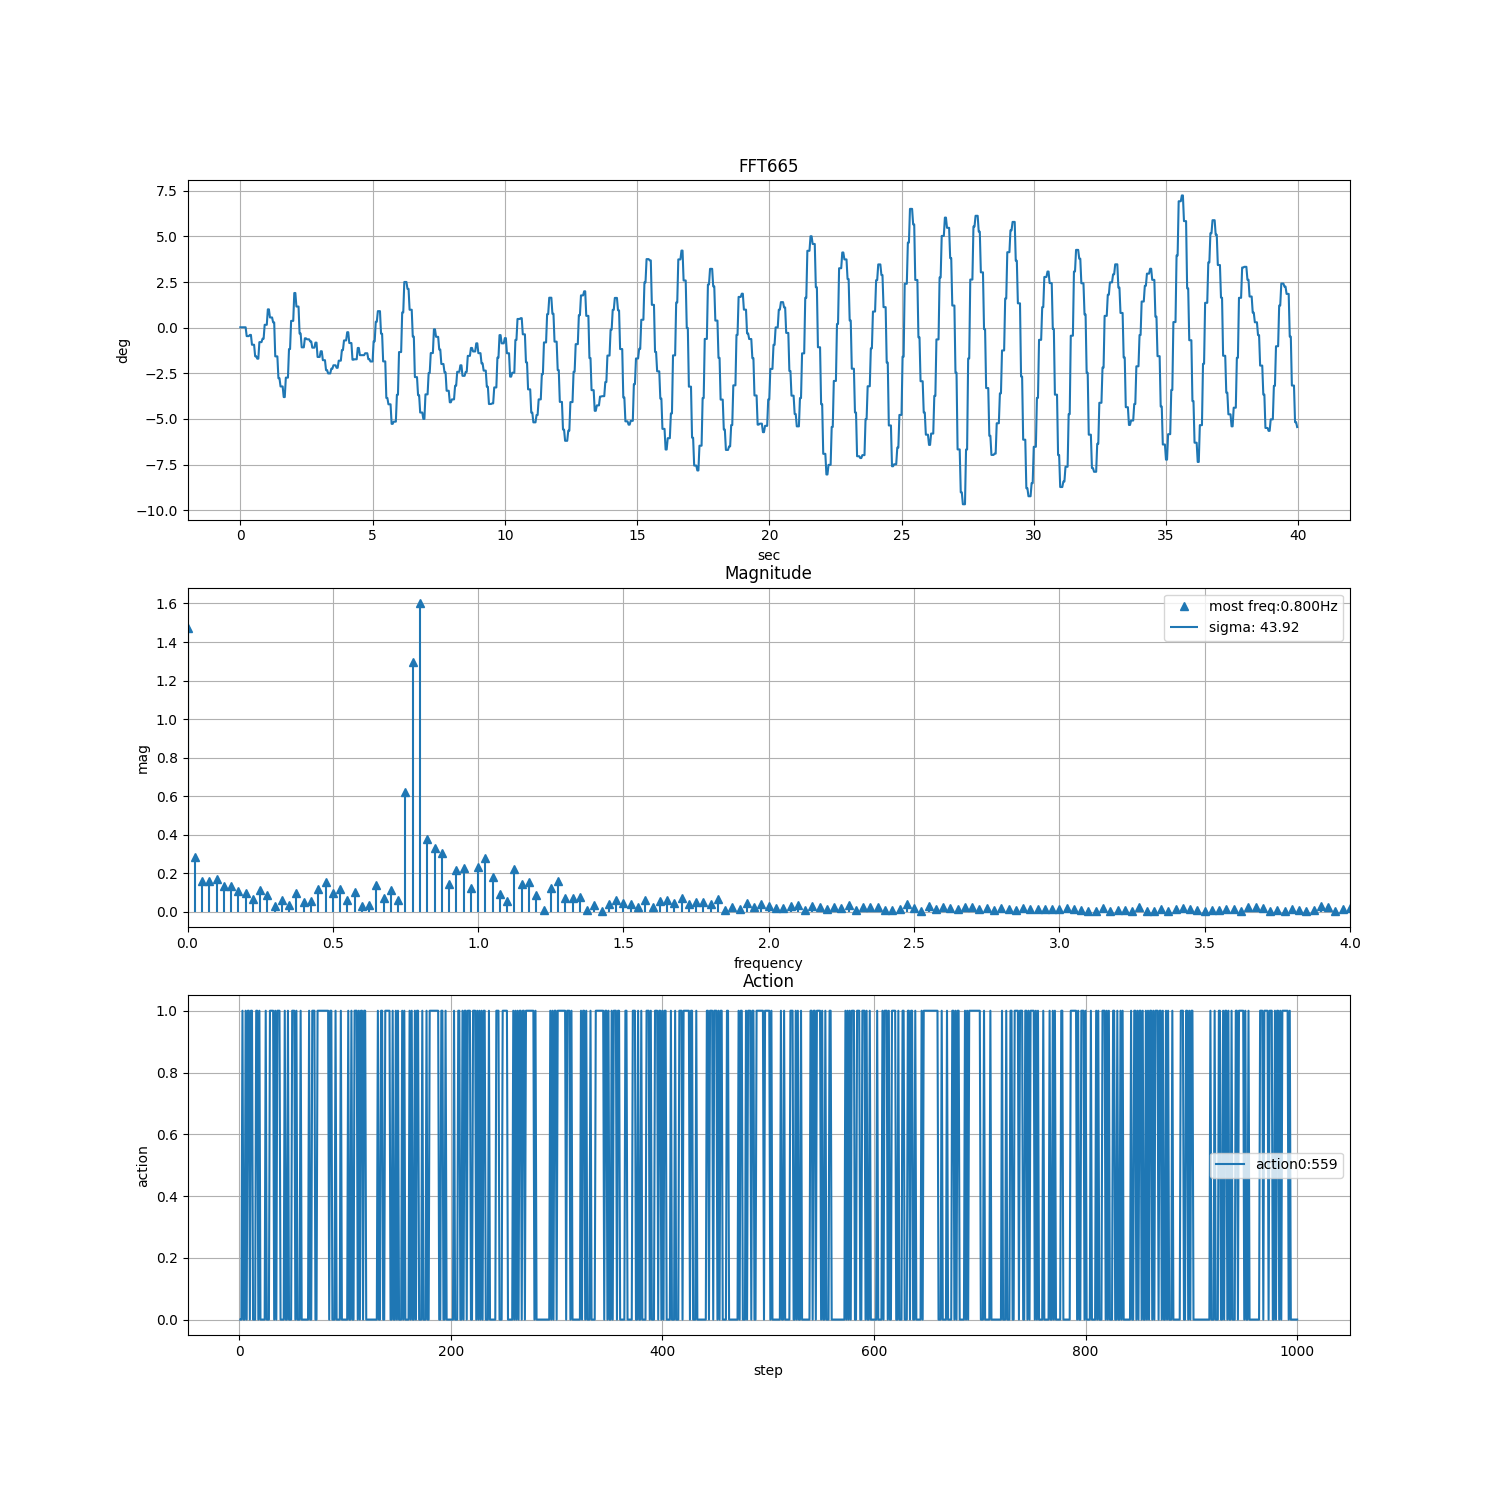 FFT665
7.5
5.0
2.5
0.0
−2.5
−5.0
−7.5
−10.0
deg
0 5 10 15 20 25 30 35 40
sec
Magnitude
1.6
1.4
1.2
1.0
0.8
0.6
0.4
0.2
0.0
mag
most freq:0.800Hz
sigma: 43.92
0.0 0.5 1.0 1.5 2.0 2.5 3.0 3.5 4.0
frequency
Action
1.0
0.8
0.6
0.4
0.2
0.0
action
action0:559
0 200 400 600 800 1000
step